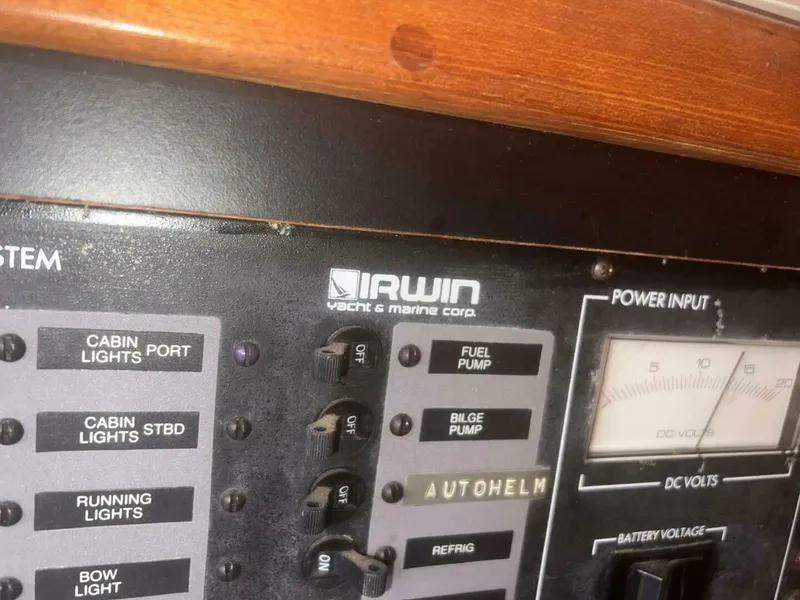 STEM
IRWIN
yacht & marine corp.
CABIN
LIGHTS PORT
CABIN
LIGHTS STBD
RUNNING
LIGHTS
BOW
LIGHT
OFF
OFF
OFF
ON
FUEL
PUMP
BILGE
PUMP
AUTOHELM
REFRIG
POWER INPUT
5 10 15 20
DC VOLTS
DC VOLTS
BATTERY VOLTAGE